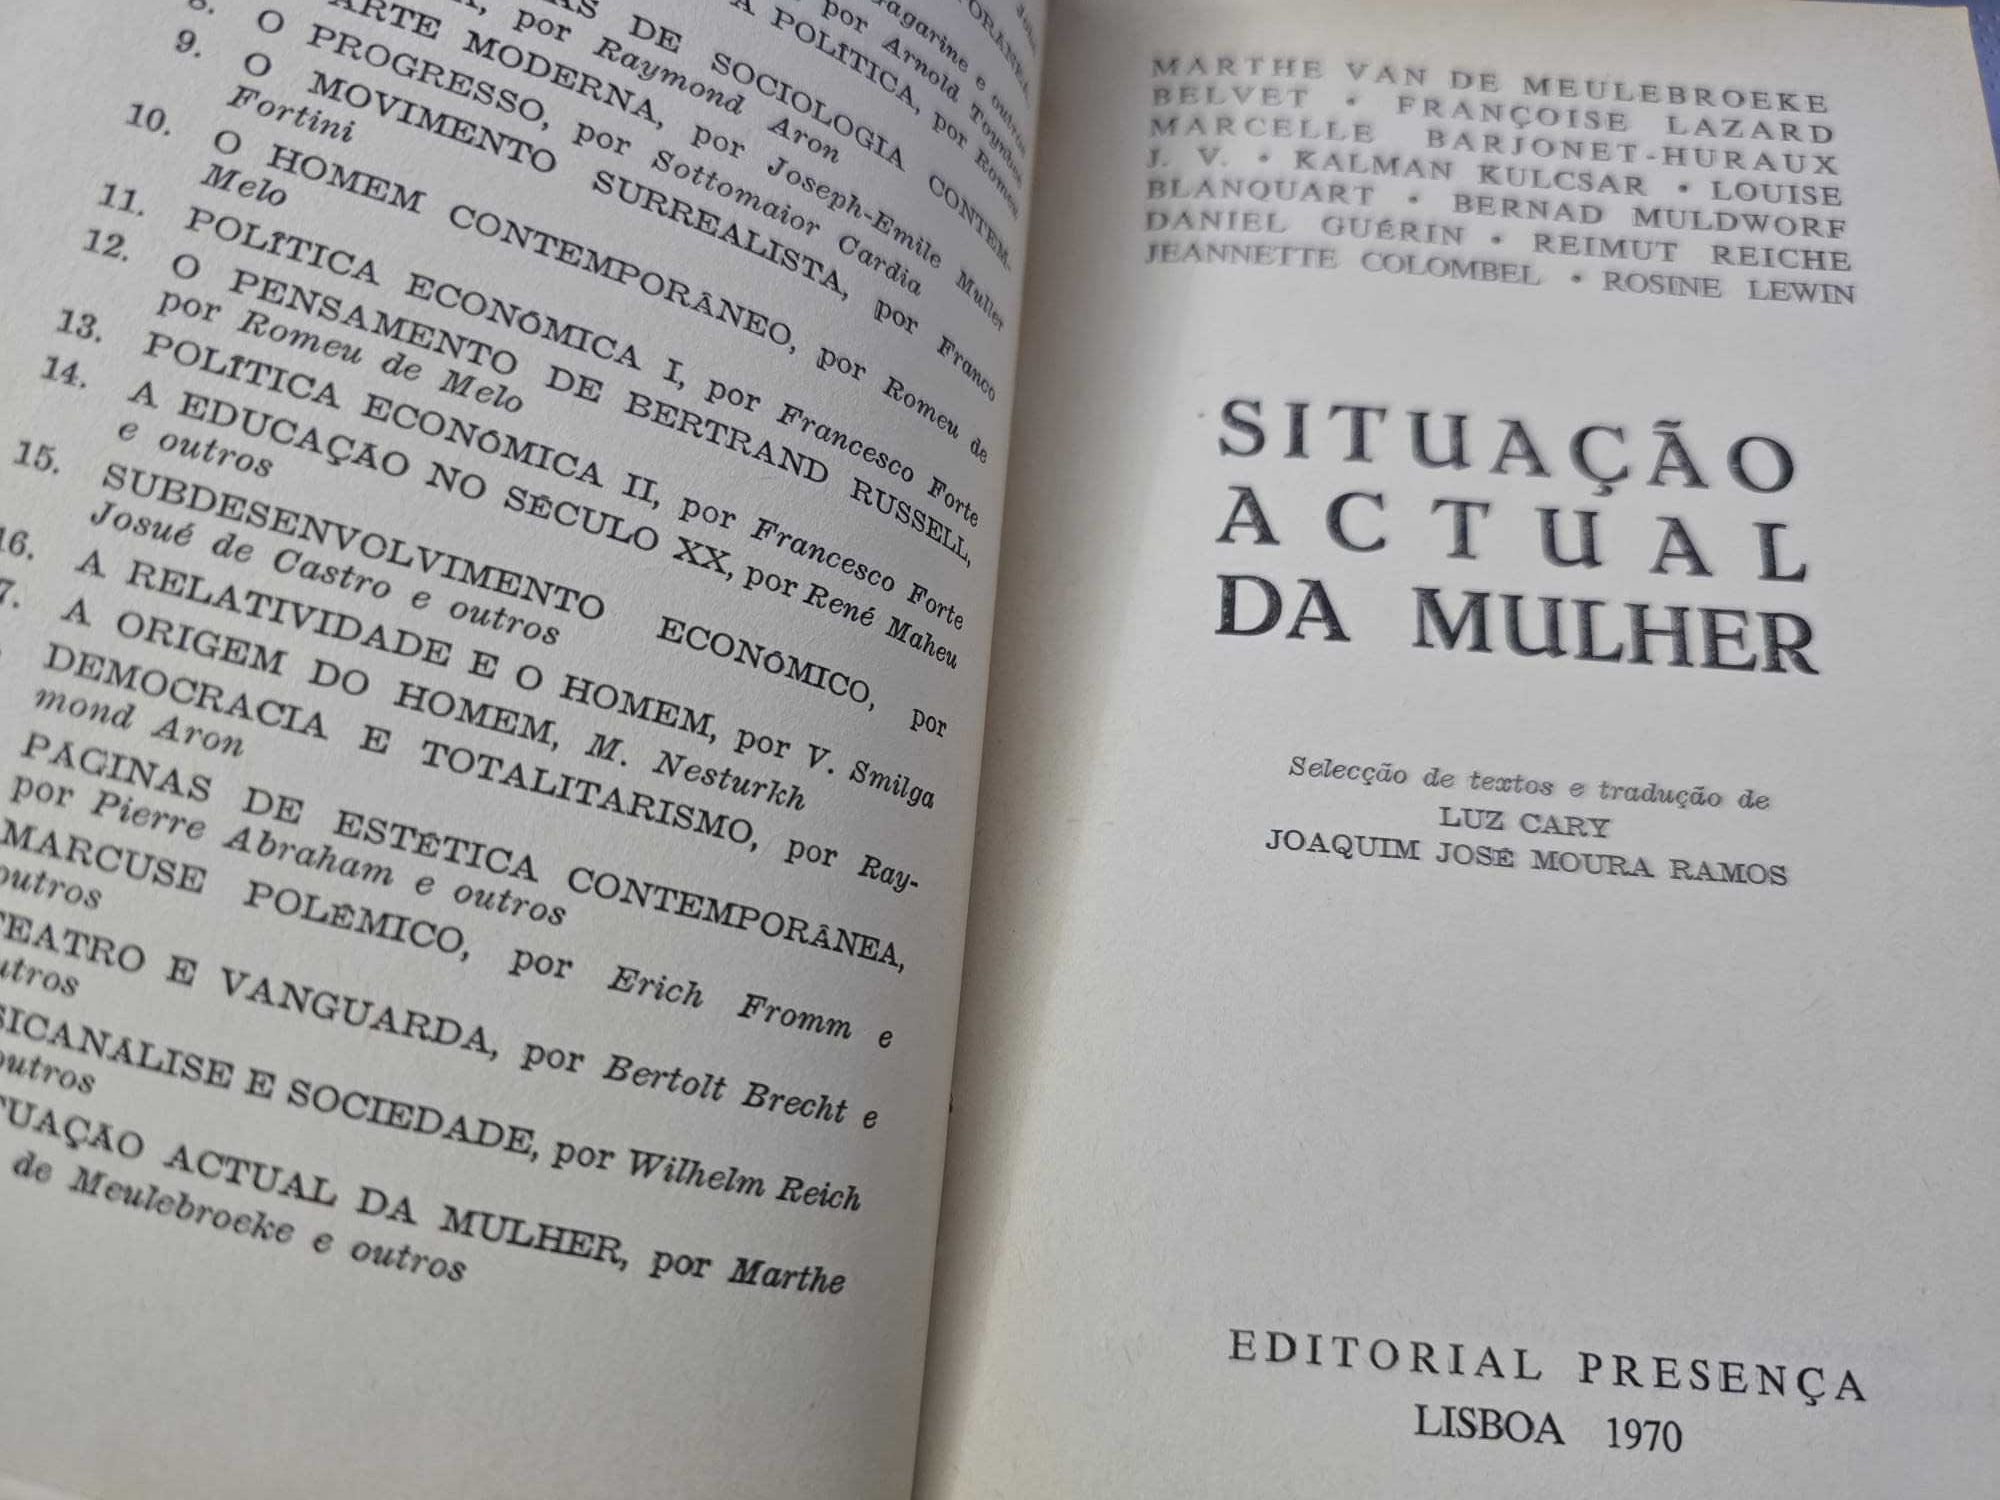 POLÍTICA, por Romeu
DE SOCIOLOGIA CONTEM-
por Raymond Aron
8. ARTE MODERNA, por Joseph-Emile Muller
9. O PROGRESSO, por Sottomaior Cardia
O MOVIMENTO SURREALISTA, por Franco
Fortini
10. O HOMEM CONTEMPORÂNEO, por Romeu de
Melo
11. POLÍTICA ECONÓMICA I, por Francesco Forte
12. O PENSAMENTO DE BERTRAND RUSSELL,
por Romeu de Melo
13. POLÍTICA ECONÓMICA II, por Francesco Forte
14. A EDUCAÇÃO NO SÉCULO XX, por René Maheu
e outros
15. SUBDESENVOLVIMENTO ECONÓMICO, por
Josué de Castro e outros
16. A RELATIVIDADE E O HOMEM, por V. Smilga
7. A ORIGEM DO HOMEM, M. Nesturkh
DEMOCRACIA E TOTALITARISMO, por Ray-
mond Aron
PÁGINAS DE ESTÉTICA CONTEMPORÂNEA,
por Pierre Abraham e outros
MARCUSE POLÉMICO, por Erich Fromm e
outros
TEATRO E VANGUARDA, por Bertolt Brecht e
utros
SICANÁLISE E SOCIEDADE, por Wilhelm Reich
outros
TUAÇÃO ACTUAL DA MULHER, por Marthe
de Meulebroeke e outros
MARTHE VAN DE MEULEBROEKE
BELVET • FRANÇOISE LAZARD
MARCELLE BARJONET-HURAUX
J. V. • KALMAN KULCSAR • LOUISE
BLANQUART • BERNAD MULDWORF
DANIEL GUÉRIN • REIMUT REICHE
JEANNETTE COLOMBEL • ROSINE LEWIN
SITUAÇÃO
ACTUAL
DA MULHER
Selecção de textos e tradução de
LUZ CARY
JOAQUIM JOSÉ MOURA RAMOS
EDITORIAL PRESENÇA
LISBOA 1970